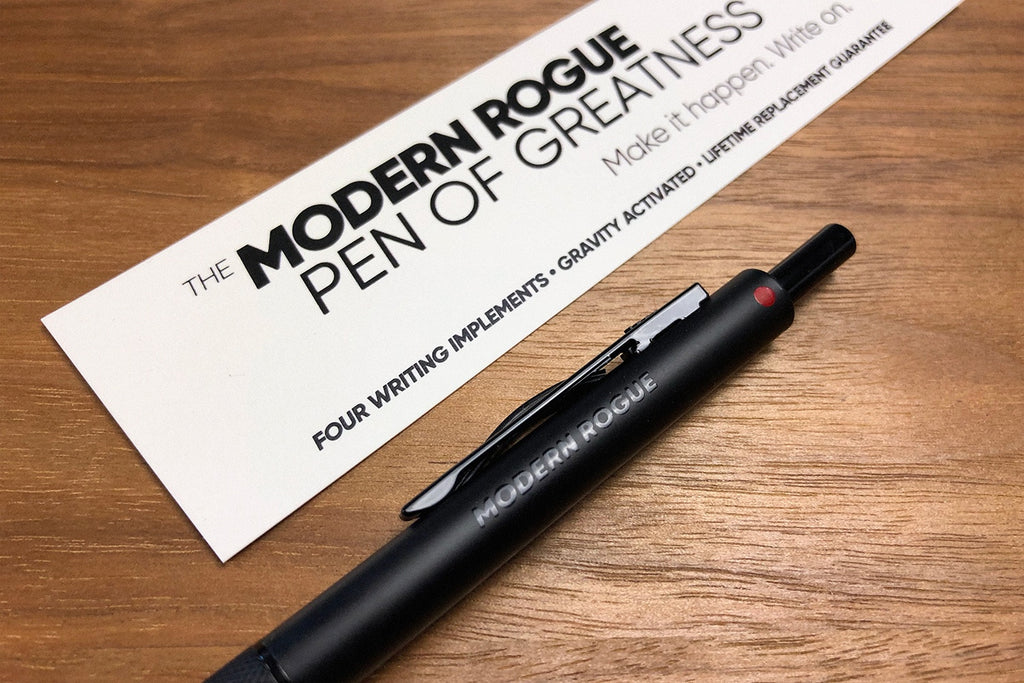 THE MODERN ROGUE
PEN OF GREATNESS
Make it happen. Write on.
FOUR WRITING IMPLEMENTS • GRAVITY ACTIVATED • LIFETIME REPLACEMENT GUARANTEE
MODERN ROGUE